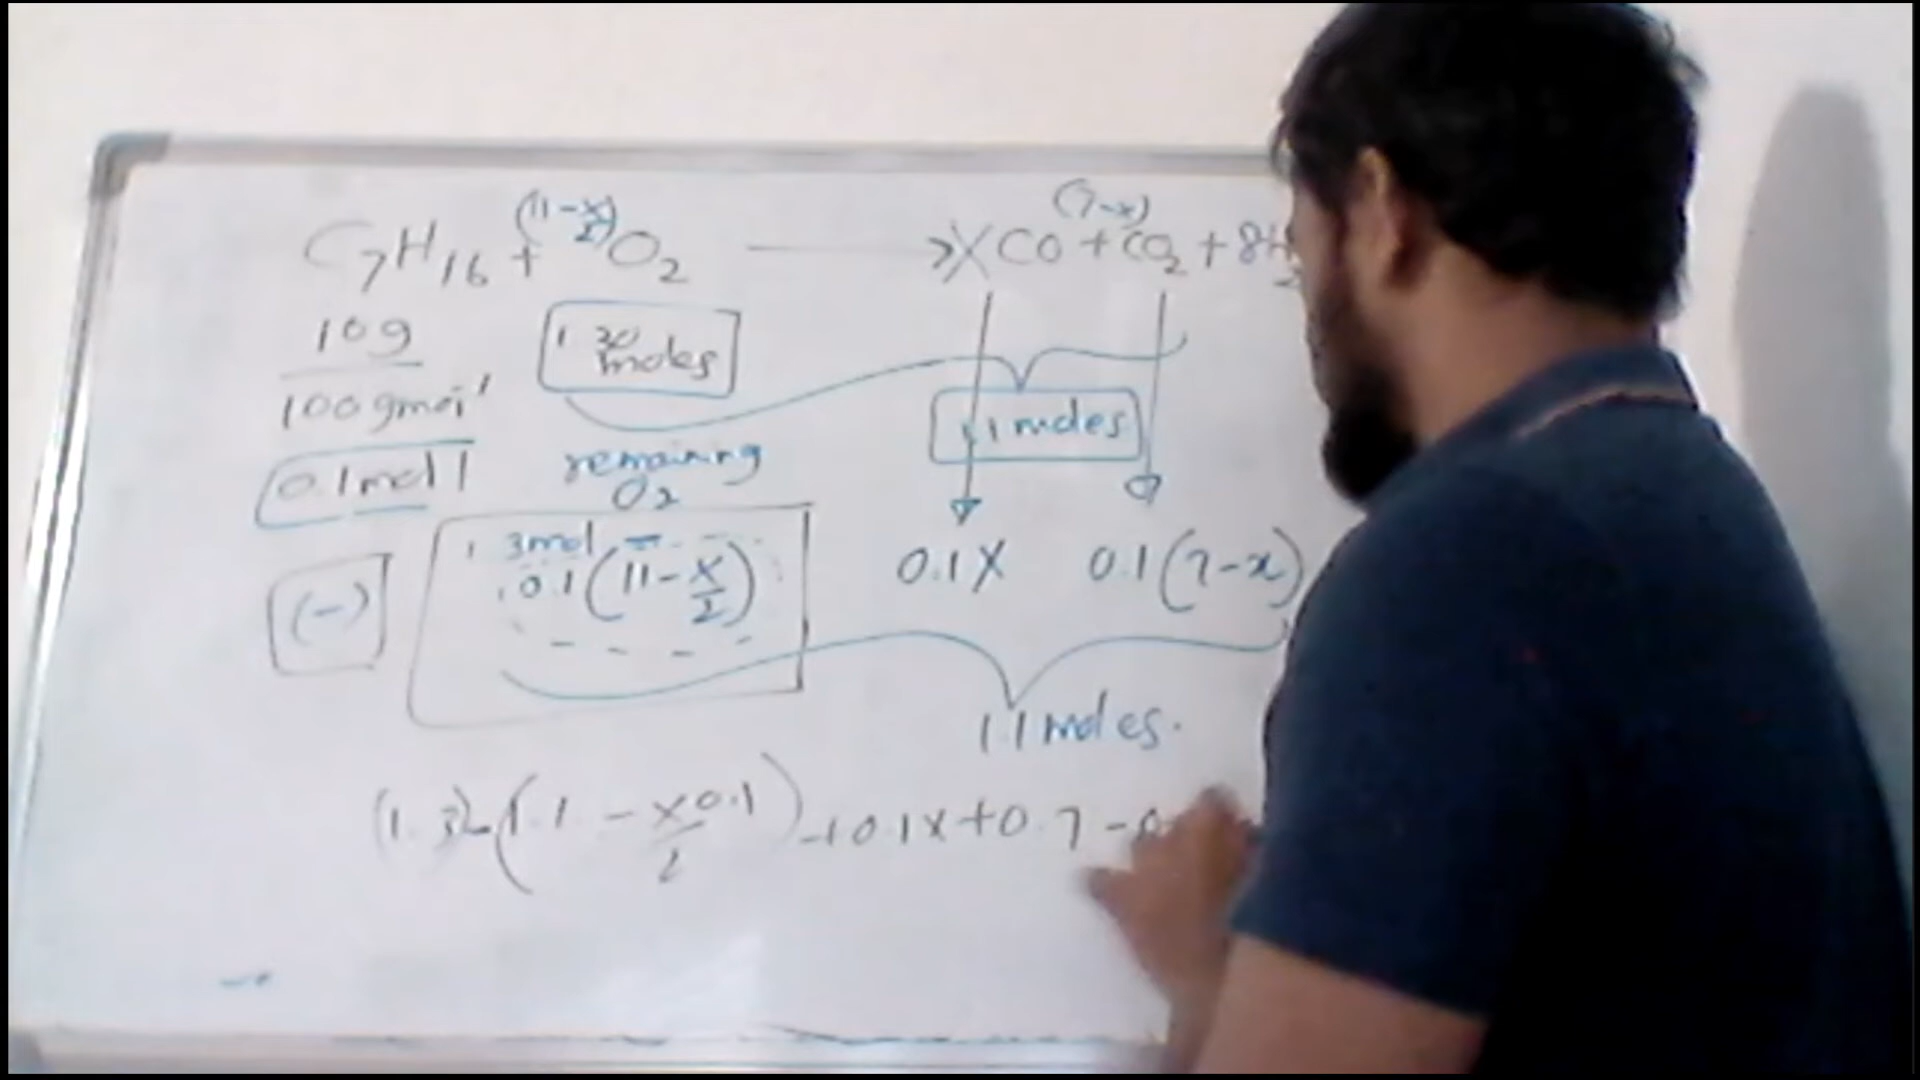 (11-x/2) (7-x)
C7H16 + O2 → XCO + CO2 + 8H2
10g
1.30 moles
100gmol-1
1.1 moles
0.1mol
remaining
O2
1.3mol -
0.1(11-x/2)
(-)
0.1X 0.1(7-x)
1.1 moles.
(1.3)-(1.1 - x0.1/2)+0.1x+0.7-0